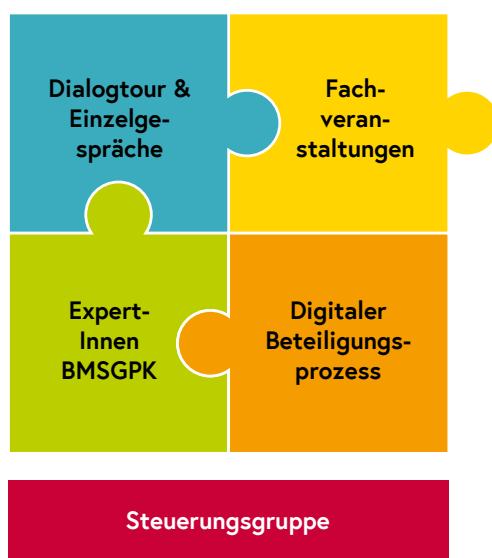 Dialogtour &
Einzelge-
spräche
Fach-
veran-
staltungen
Expert-
Innen
BMSGPK
Digitaler
Beteiligungs-
prozess
Steuerungsgruppe